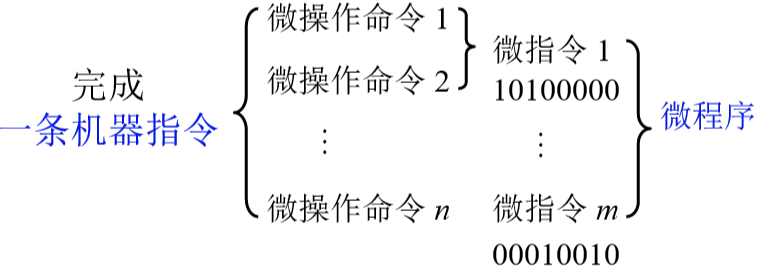 微操作命令 1
微指令 1
完成
微操作命令 2
10100000
一条机器指令
微程序
⋮
⋮
微操作命令 n
微指令 m
00010010